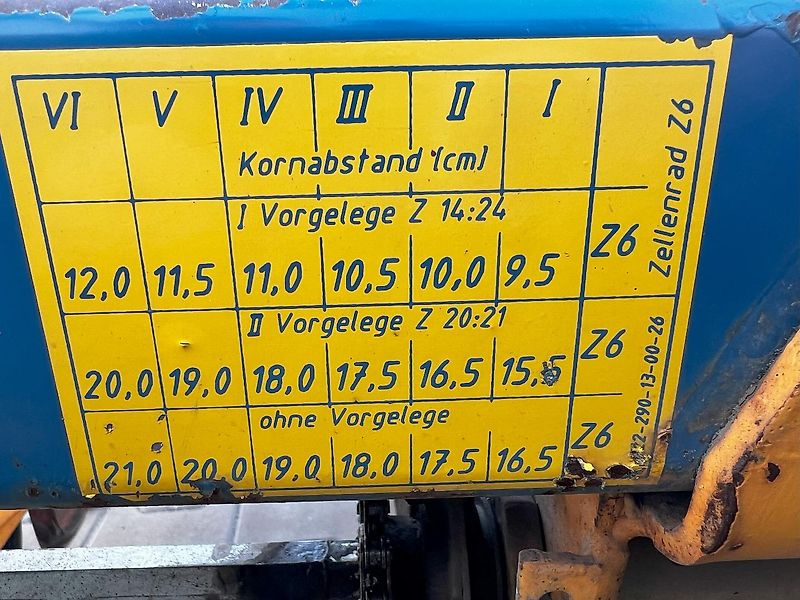 VI V IV III II I
Kornabstand (cm)
I Vorgelege Z 14:24
12,0 11,5 11,0 10,5 10,0 9,5 Z6
II Vorgelege Z 20:21
20,0 19,0 18,0 17,5 16,5 15,5 Z6
ohne Vorgelege
21,0 20,0 19,0 18,0 17,5 16,5 Z6
Zellenrad Z6
22-290-13-00-26